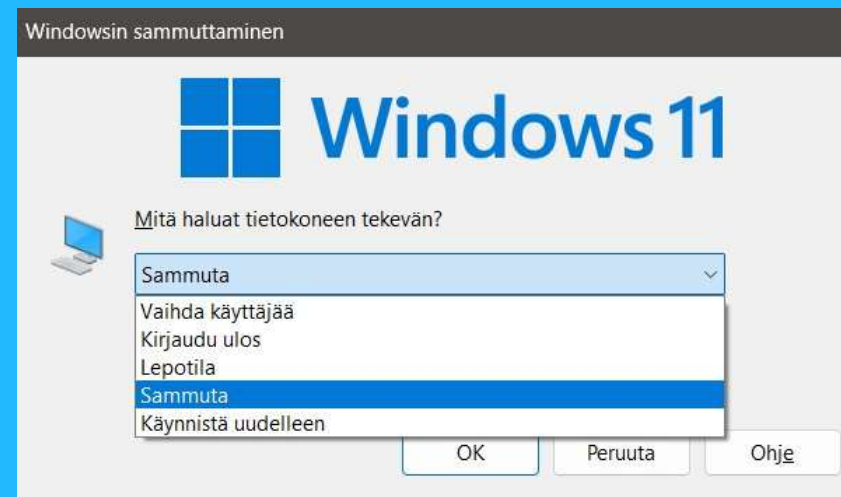 Windowsin sammuttaminen
Windows 11
Mitä haluat tietokoneen tekevän?
Sammuta
Vaihda käyttäjää
Kirjaudu ulos
Lepotila
Sammuta
Käynnistä uudelleen
OK Peruuta Ohje